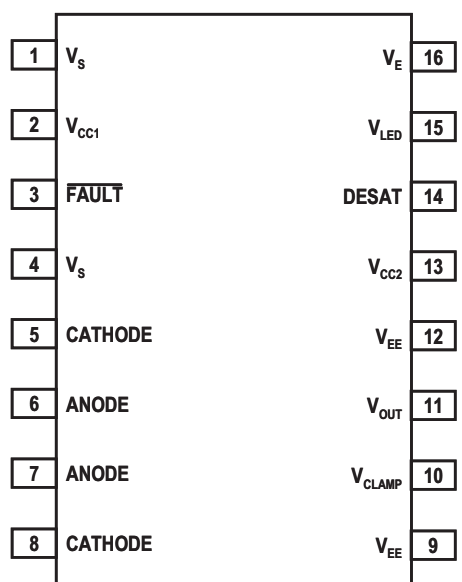 1 VS VE 16
2 VCC1 VLED 15
3 FAULT DESAT 14
4 VS VCC2 13
5 CATHODE VEE 12
6 ANODE VOUT 11
7 ANODE VCLAMP 10
8 CATHODE VEE 9